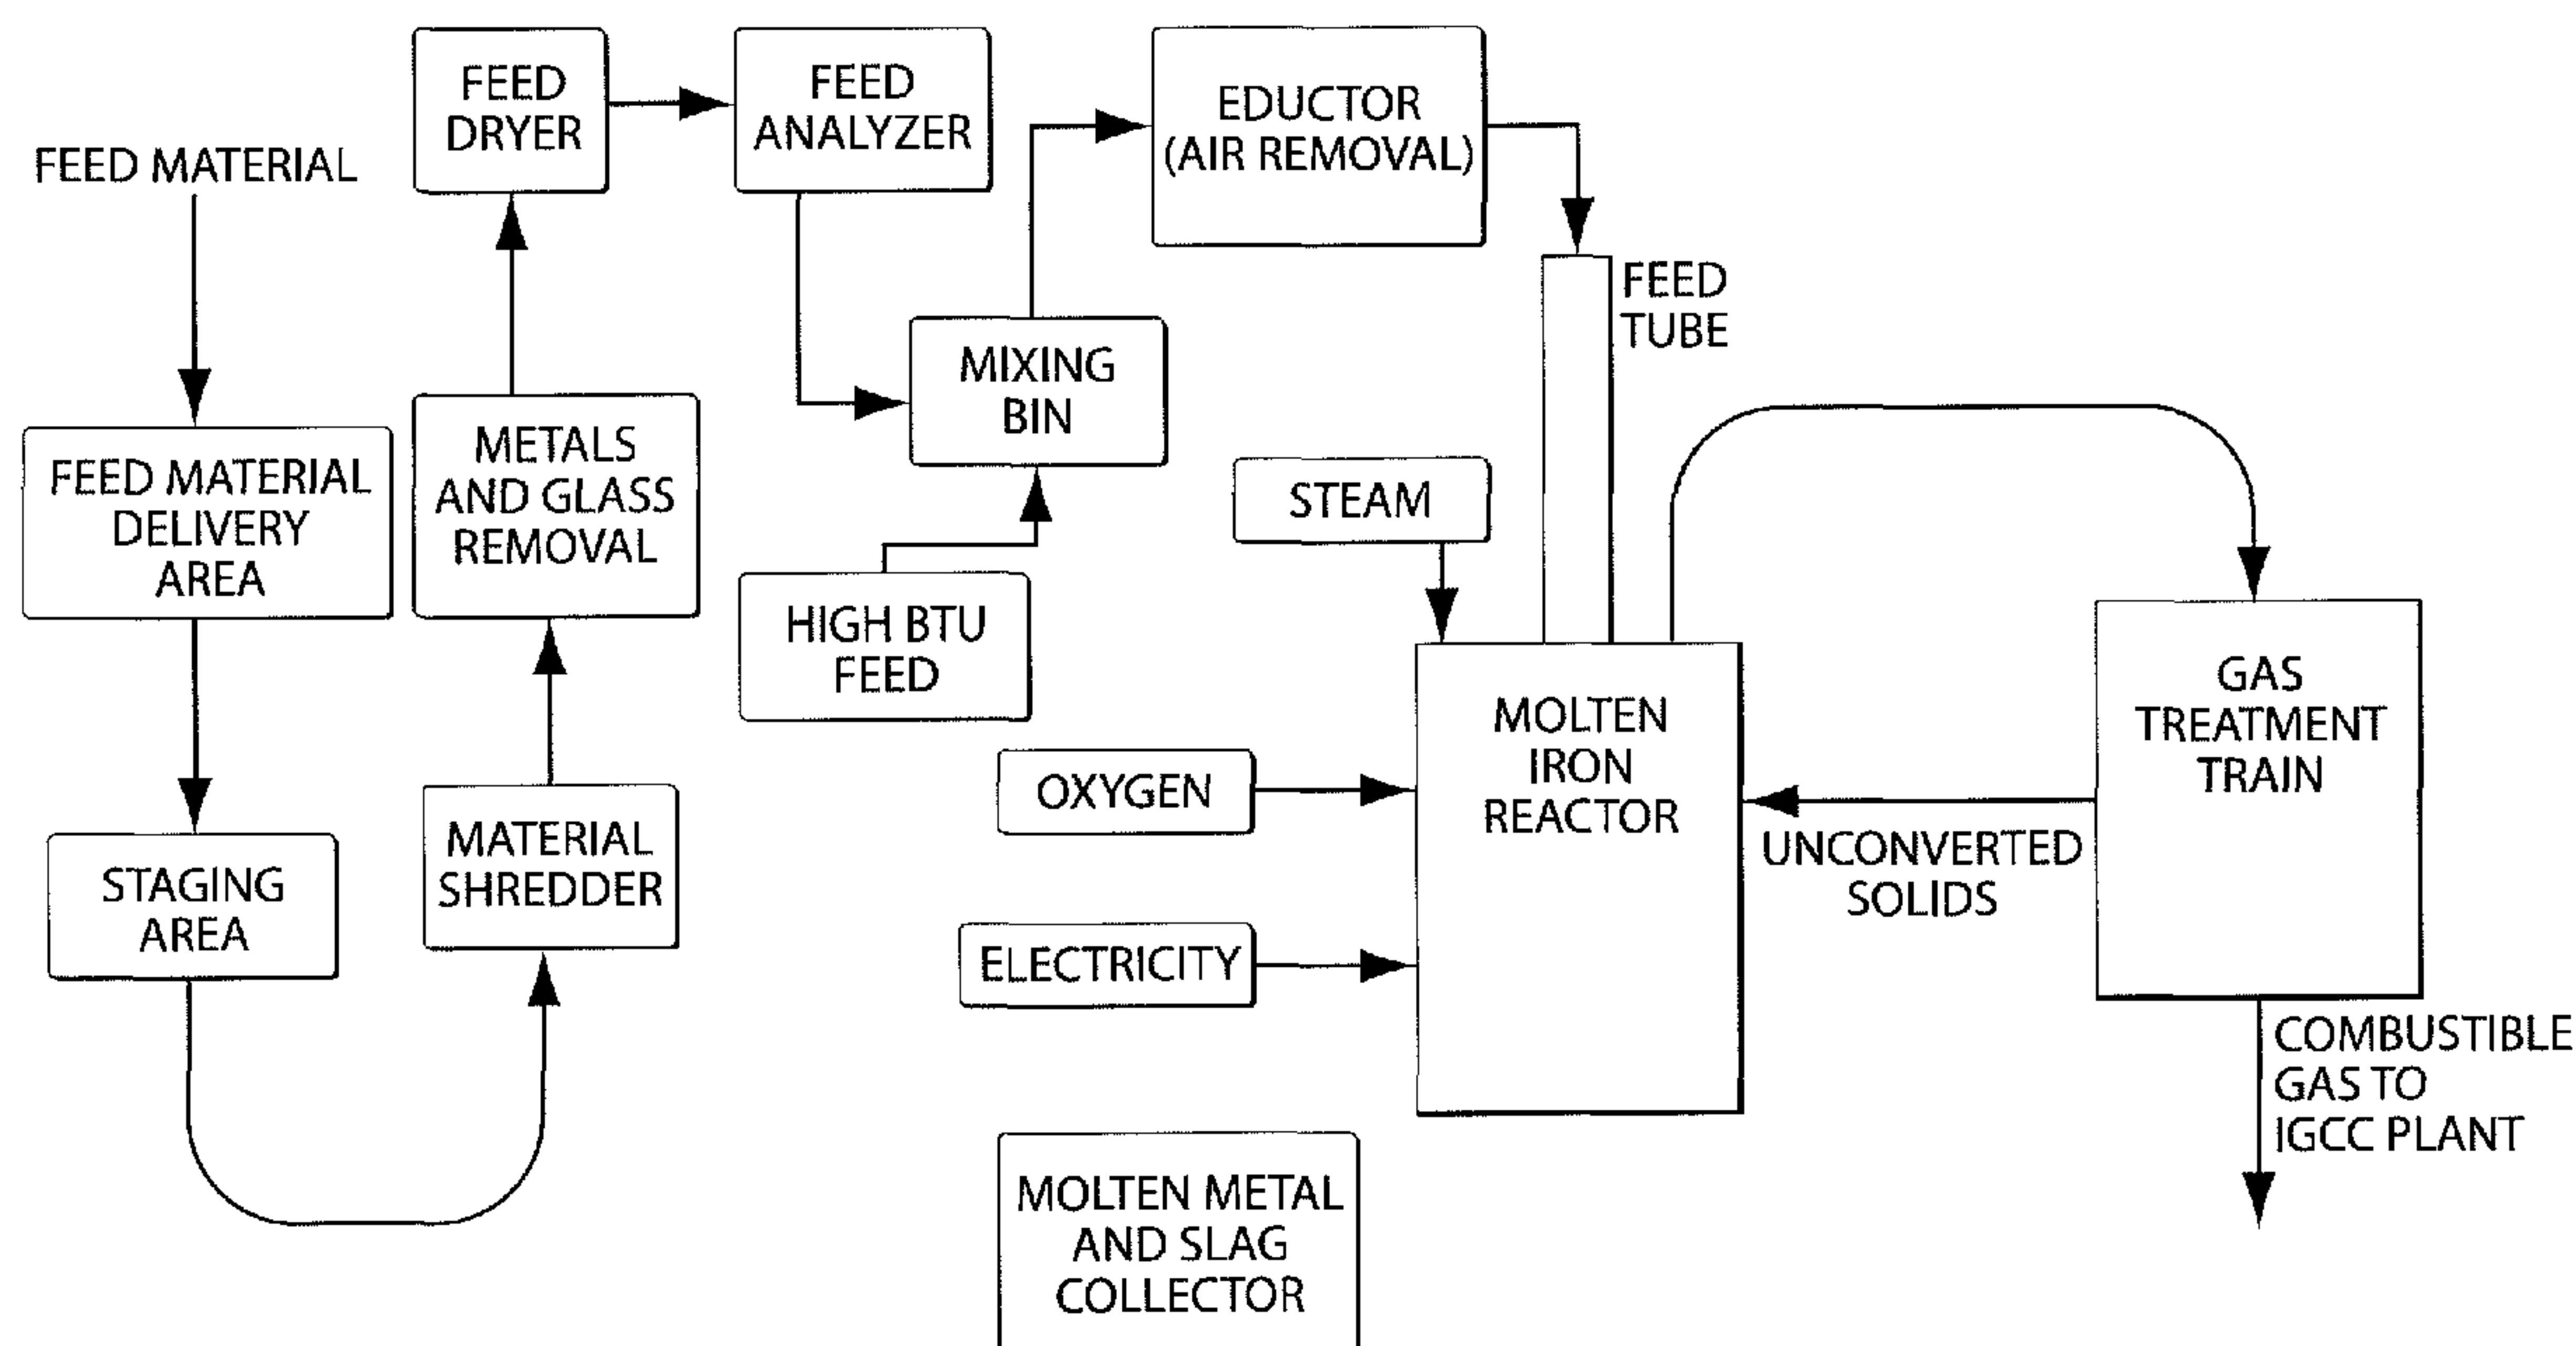 FEED MATERIAL
FEED MATERIAL
DELIVERY
AREA
STAGING
AREA
MATERIAL
SHREDDER
METALS
AND GLASS
REMOVAL
FEED
DRYER
FEED
ANALYZER
MIXING
BIN
HIGH BTU
FEED
EDUCTOR
(AIR REMOVAL)
FEED
TUBE
STEAM
OXYGEN
ELECTRICITY
MOLTEN
IRON
REACTOR
UNCONVERTED
SOLIDS
GAS
TREATMENT
TRAIN
COMBUSTIBLE
GAS TO
IGCC PLANT
MOLTEN METAL
AND SLAG
COLLECTOR